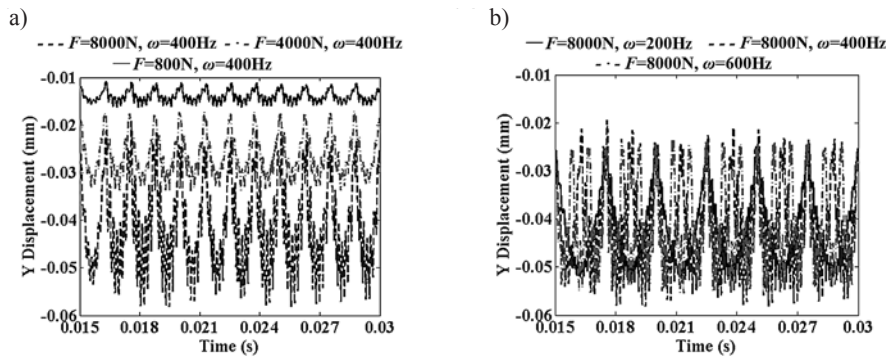 a)
F=8000N, ω=400Hz F=4000N, ω=400Hz
F=800N, ω=400Hz
-0.01
-0.02
-0.03
-0.04
-0.05
-0.06
Y Displacement (mm)
0.015 0.018 0.021 0.024 0.027 0.03
Time (s)
b)
F=8000N, ω=200Hz F=8000N, ω=400Hz
F=8000N, ω=600Hz
-0.01
-0.02
-0.03
-0.04
-0.05
-0.06
Y Displacement (mm)
0.015 0.018 0.021 0.024 0.027 0.03
Time (s)